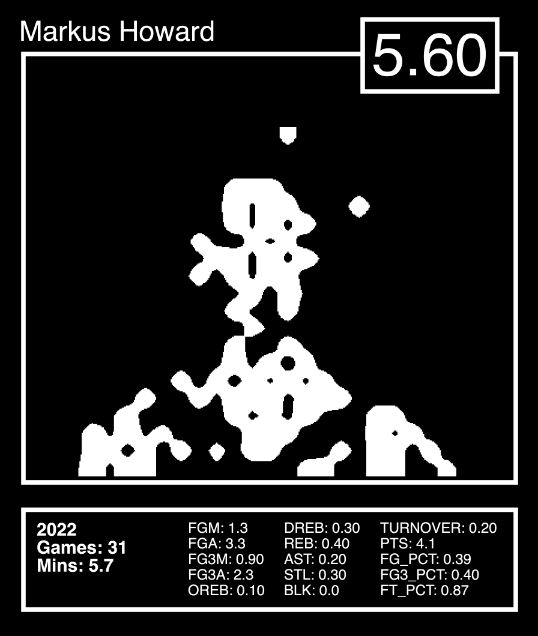 Markus Howard
5.60
2022
Games: 31
Mins: 5.7
FGM: 1.3
FGA: 3.3
FG3M: 0.90
FG3A: 2.3
OREB: 0.10
DREB: 0.30
REB: 0.40
AST: 0.20
STL: 0.30
BLK: 0.0
TURNOVER: 0.20
PTS: 4.1
FG_PCT: 0.39
FG3_PCT: 0.40
FT_PCT: 0.87